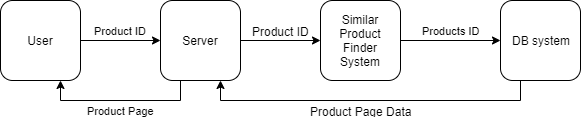 User
Product ID
Server
Product ID
Similar
Product
Finder
System
Products ID
DB system
Product Page
Product Page Data